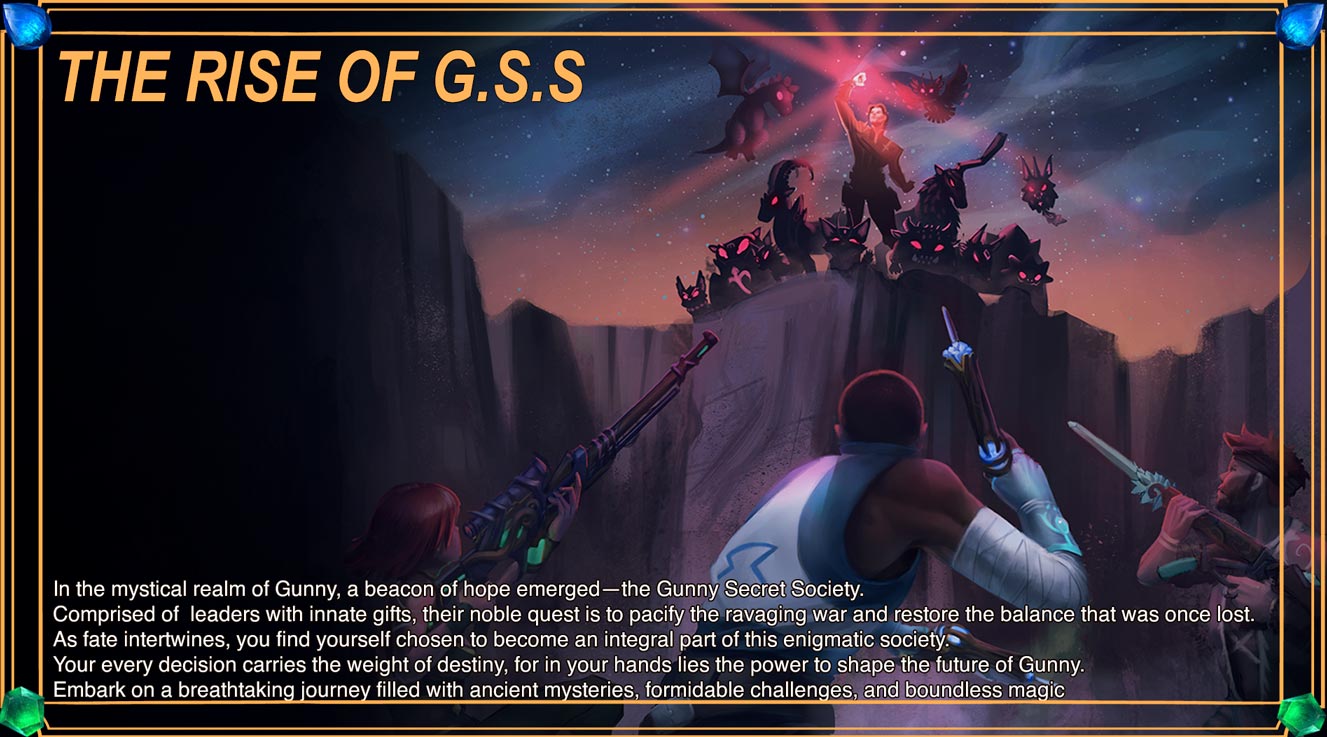 THE RISE OF G.S.S
In the mystical realm of Gunny, a beacon of hope emerged—the Gunny Secret Society.
Comprised of  leaders with innate gifts, their noble quest is to pacify the ravaging war and restore the balance that was once lost.
As fate intertwines, you find yourself chosen to become an integral part of this enigmatic society.
Your every decision carries the weight of destiny, for in your hands lies the power to shape the future of Gunny.
Embark on a breathtaking journey filled with ancient mysteries, formidable challenges, and boundless magic